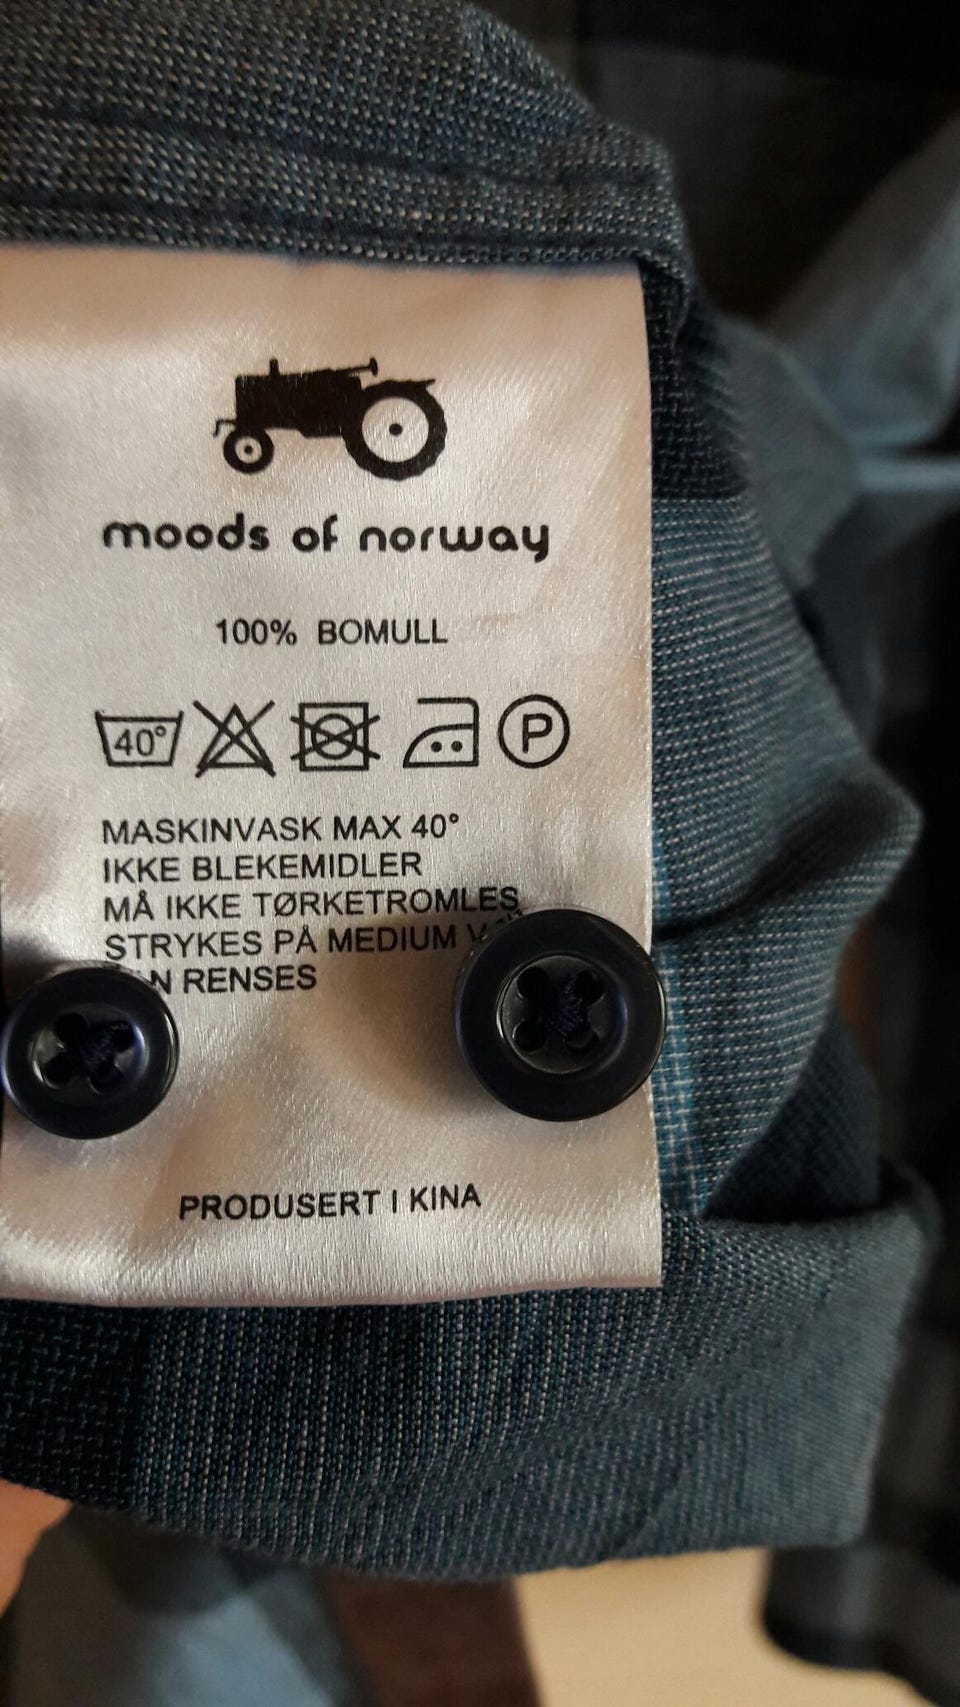 moods of norway
100% BOMULL
40° P
MASKINVASK MAX 40°
IKKE BLEKEMIDLER
MÅ IKKE TØRKETROMLES
STRYKES PÅ MEDIUM
RENSES
PRODUSERT I KINA